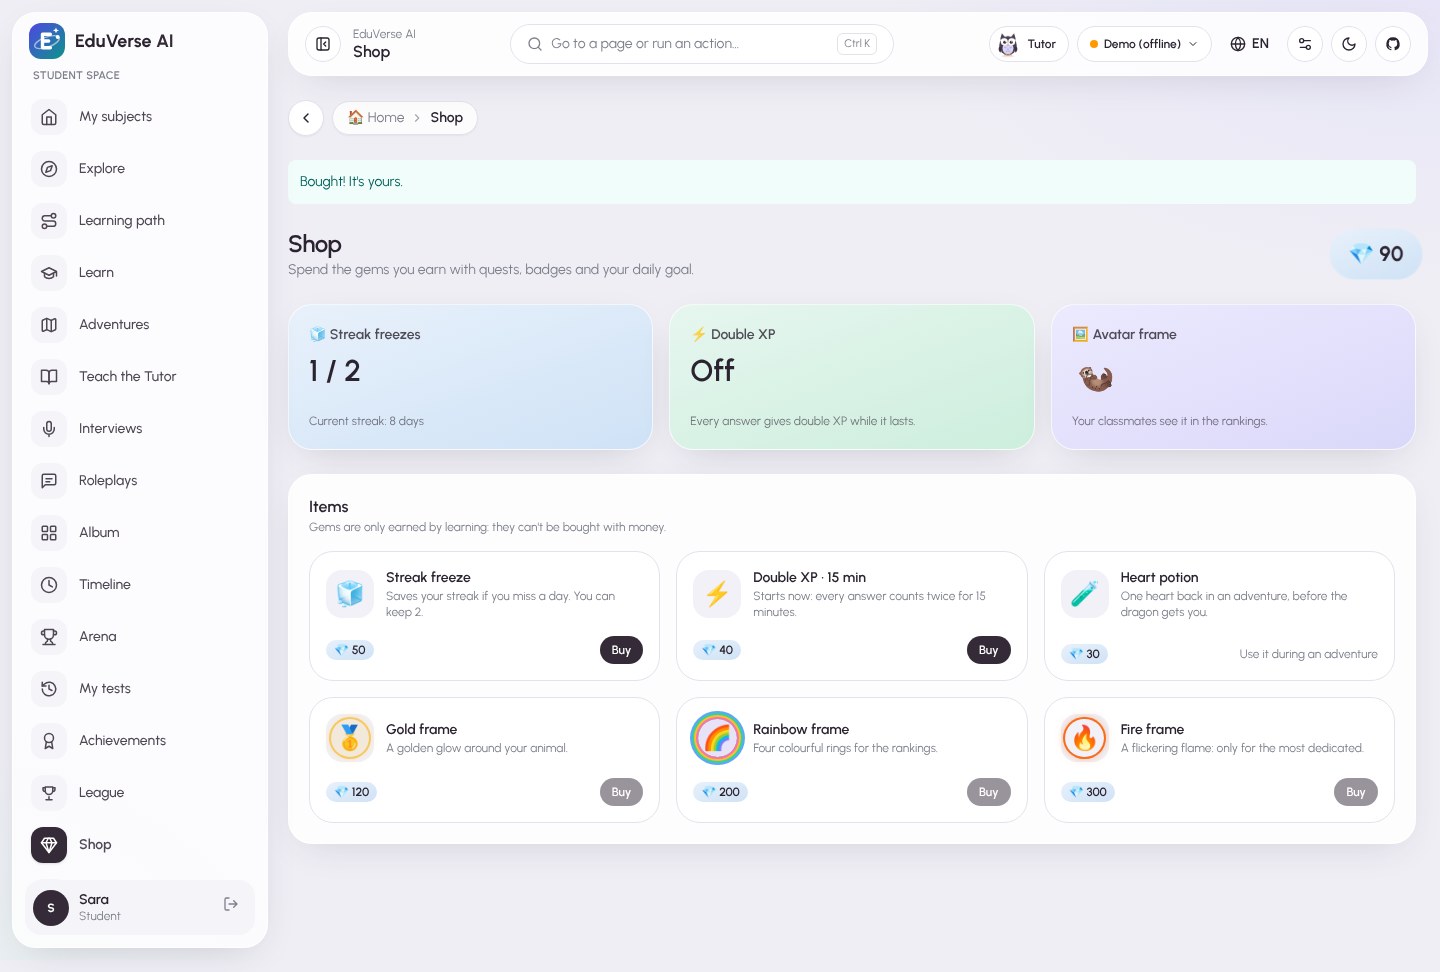 EduVerse AI
STUDENT SPACE
My subjects
Explore
Learning path
Learn
Adventures
Teach the Tutor
Interviews
Roleplays
Album
Timeline
Arena
My tests
Achievements
League
Shop
S
Sara
Student
EduVerse AI
Shop
Go to a page or run an action...
Ctrl K
Tutor
Demo (offline)
EN
Home
Shop
Bought! It's yours.
Shop
Spend the gems you earn with quests, badges and your daily goal.
90
Streak freezes
1 / 2
Current streak: 8 days
Double XP
Off
Every answer gives double XP while it lasts.
Avatar frame
Your classmates see it in the rankings.
Items
Gems are only earned by learning: they can't be bought with money.
Streak freeze
Saves your streak if you miss a day. You can
keep 2.
50
Buy
Double XP · 15 min
Starts now: every answer counts twice for 15
minutes.
40
Buy
Heart potion
One heart back in an adventure, before the
dragon gets you.
30
Use it during an adventure
Gold frame
A golden glow around your animal.
120
Buy
Rainbow frame
Four colourful rings for the rankings.
200
Buy
Fire frame
A flickering flame: only for the most dedicated.
300
Buy